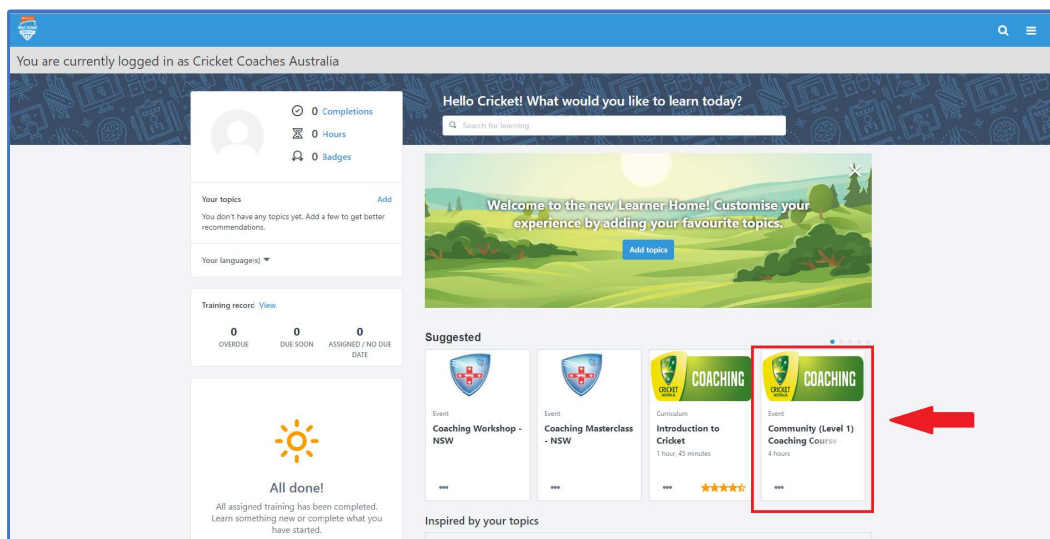 You are currently logged in as Cricket Coaches Australia
0 Completions
0 Hours
0 Badges
Your topics Add
You don't have any topics yet. Add a few to get better
recommendations.
Your language(s)
Training record View
0 0 0
OVERDUE DUE SOON ASSIGNED / NO DUE
DATE
All done!
All assigned training has been completed.
Learn something new or complete what you
have started.
Hello Cricket! What would you like to learn today?
Search for learning
Welcome to the new Learner Home! Customise your
experience by adding your favourite topics.
Add topics
Suggested
Event
Coaching Workshop -
NSW
Event
Coaching Masterclass
- NSW
CRICKET
AUSTRALIA
COACHING
Curriculum
Introduction to
Cricket
1 hour, 45 minutes
CRICKET
AUSTRALIA
COACHING
Event
Community (Level 1)
Coaching Course
4 hours
Inspired by your topics